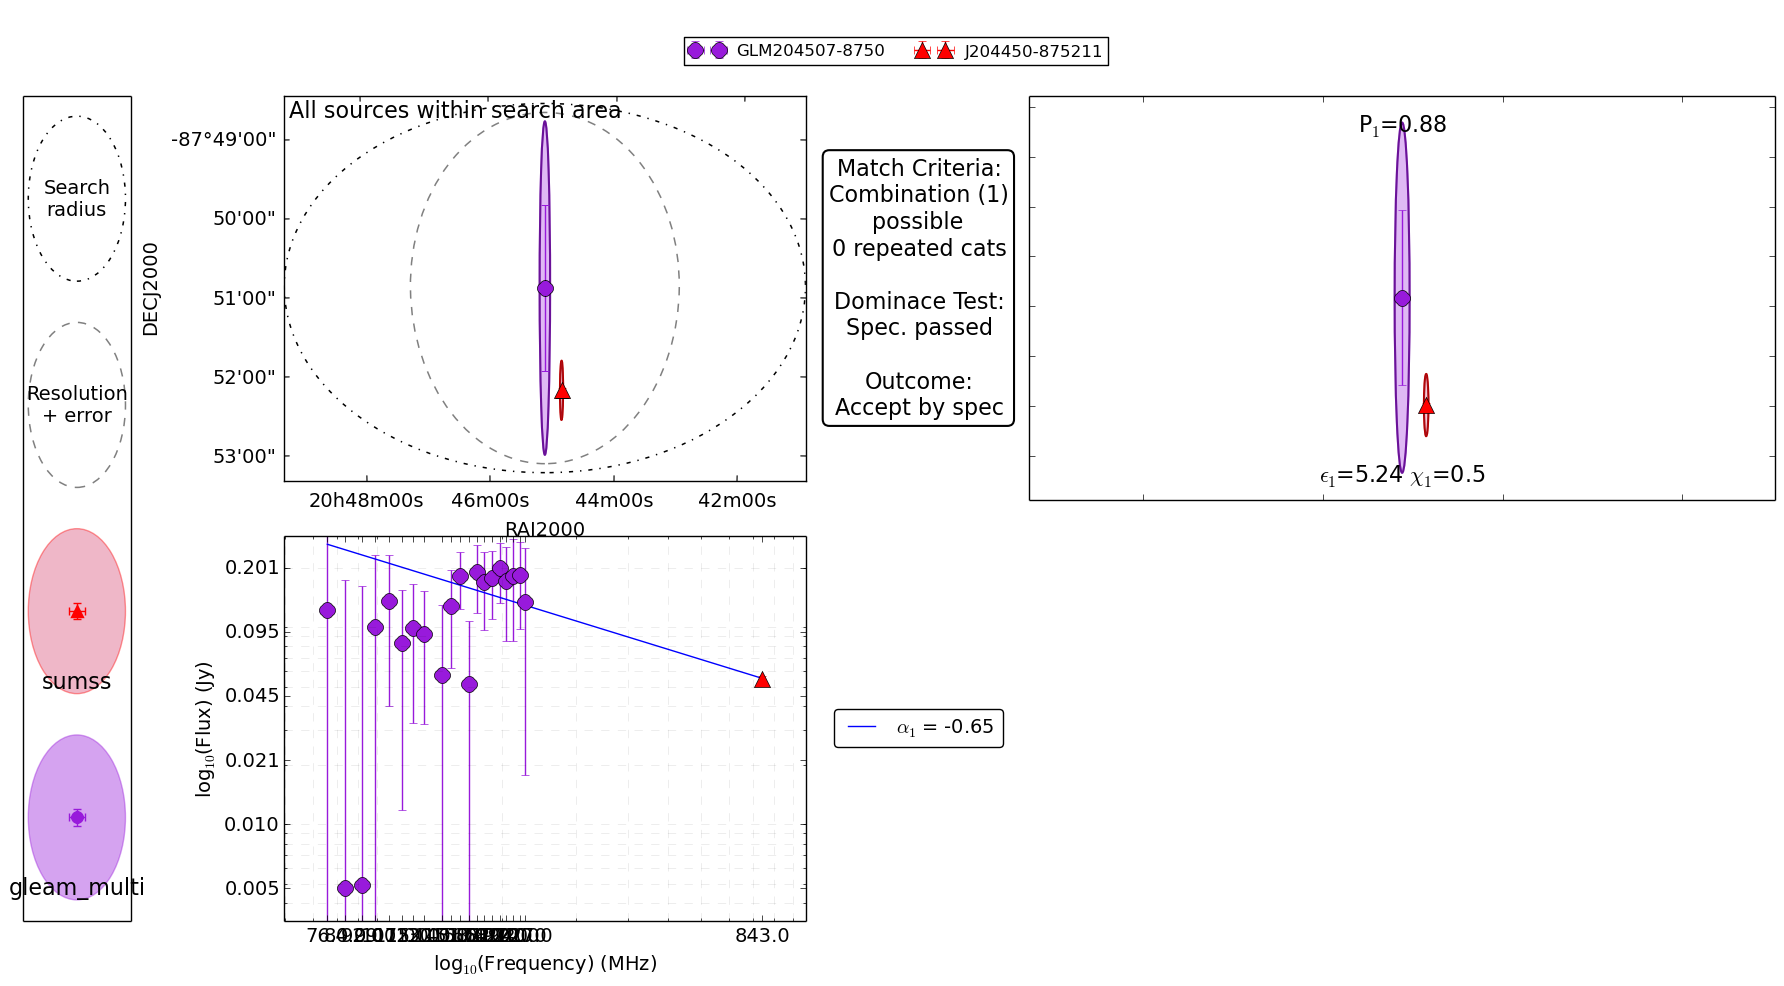 GLM204507-8750 J204450-875211
Search
radius
Resolution
+ error
sumss
gleam_multi
All sources within search area
DECJ2000
-87°49'00"
50'00"
51'00"
52'00"
53'00"
20h48m00s 46m00s 44m00s 42m00s
RAJ2000
Match Criteria:
Combination (1)
possible
0 repeated cats
Dominace Test:
Spec. passed
Outcome:
Accept by spec
P₁=0.88
ϵ₁=5.24 χ₁=0.5
log₁₀(Flux) (Jy)
0.201
0.095
0.045
0.021
0.010
0.005
843.0
log₁₀(Frequency) (MHz)
α₁ = -0.65